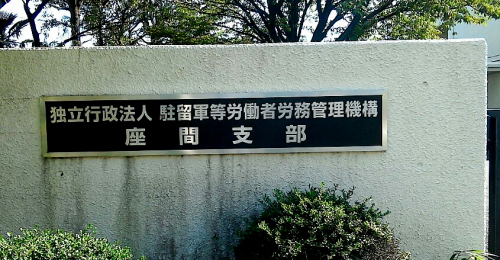 独立行政法人 駐留軍等労働者労務管理機構
座間支部